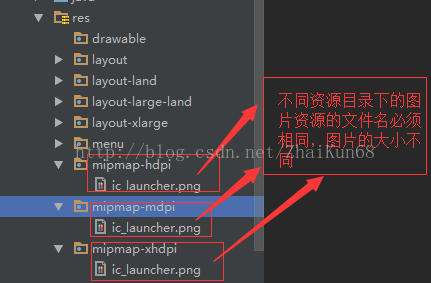 java
res
drawable
layout
layout-land
layout-large-land
layout-xlarge
menu
mipmap-hdpi
ic_launcher.png
mipmap-mdpi
ic_launcher.png
mipmap-xhdpi
ic_launcher.png
不同资源目录下的图
片资源的文件名必须
相同，图片的大小不
同
http://blog.csdn.net/ZhaiKun68